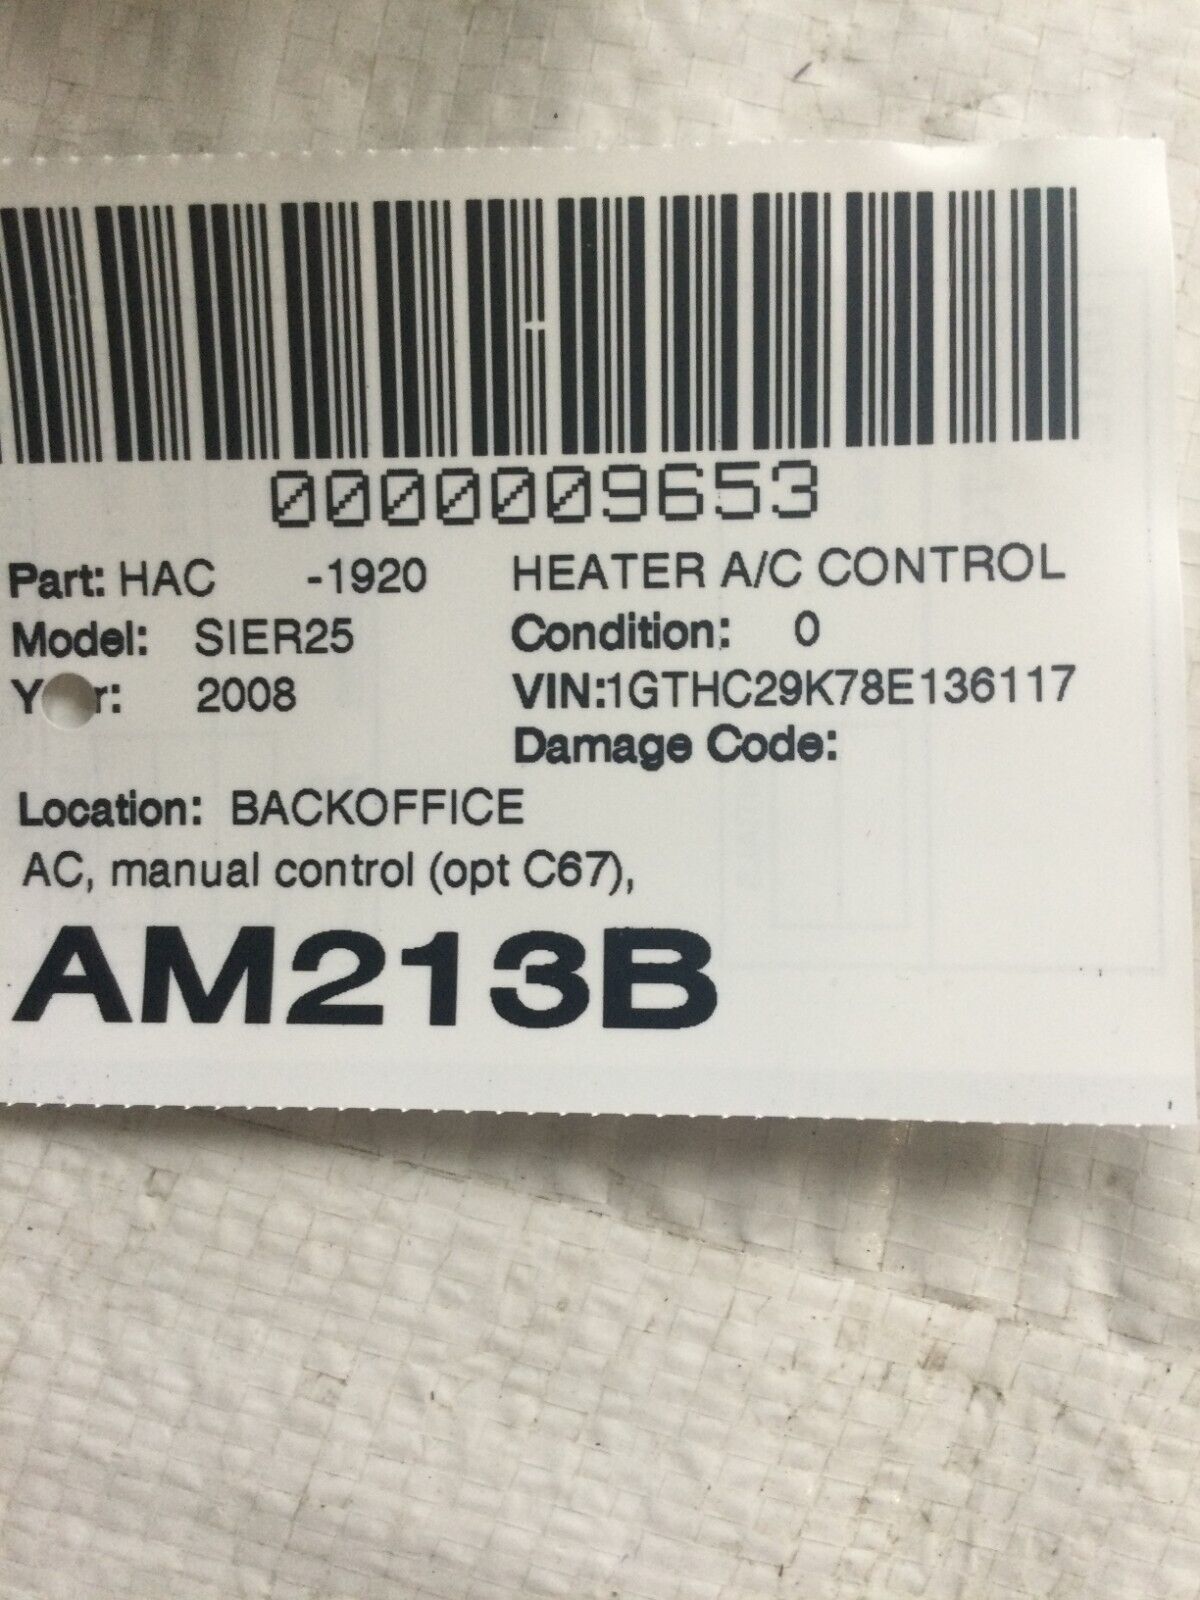 0000009653
Part: HAC -1920 HEATER A/C CONTROL
Model: SIER25 Condition: 0
Y r: 2008 VIN:1GTHC29K78E136117
Damage Code:
Location: BACKOFFICE
AC, manual control (opt C67),
AM213B